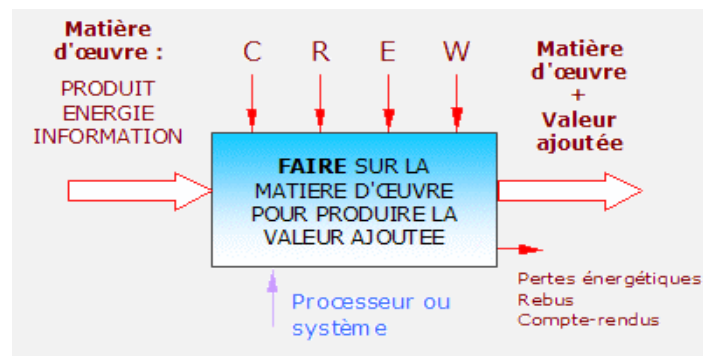 Matière
d'œuvre :
PRODUIT
ENERGIE
INFORMATION
C R E W
Matière
d'œuvre
+
Valeur
ajoutée
FAIRE SUR LA
MATIERE D'ŒUVRE
POUR PRODUIRE LA
VALEUR AJOUTEE
Processeur ou
système
Pertes énergétiques
Rebus
Compte-rendus